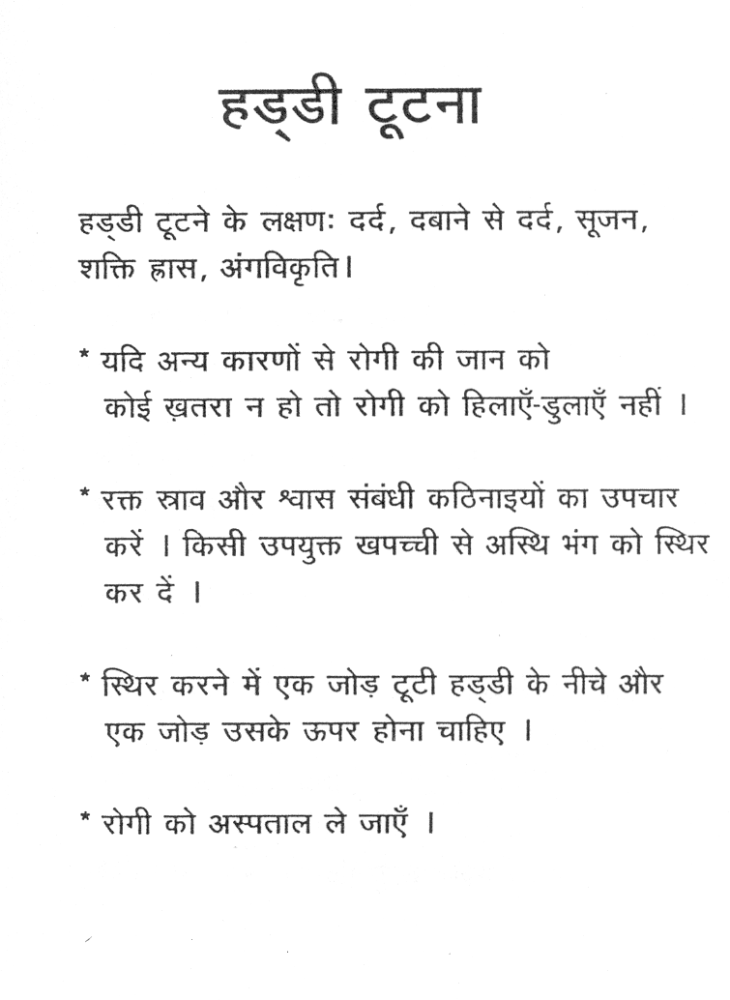 हड्डी टूटना
हड्डी टूटने के लक्षणः दर्द, दबाने से दर्द, सूजन,
शक्ति ह्रास, अंगविकृति।
* यदि अन्य कारणों से रोगी की जान को
कोई ख़तरा न हो तो रोगी को हिलाएँ-डुलाएँ नहीं ।
* रक्त स्राव और श्वास संबंधी कठिनाइयों का उपचार
करें । किसी उपयुक्त खपच्ची से अस्थि भंग को स्थिर
कर दें ।
* स्थिर करने में एक जोड़ टूटी हड्डी के नीचे और
एक जोड़ उसके ऊपर होना चाहिए ।
* रोगी को अस्पताल ले जाएँ ।